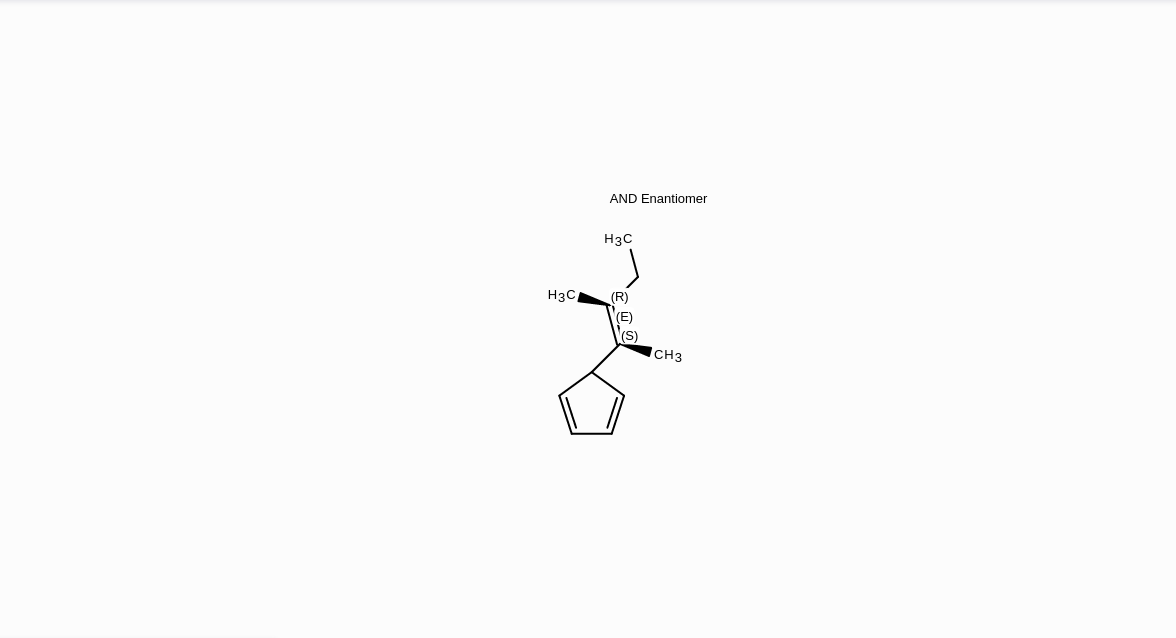 AND Enantiomer
H3C
H3C
(R)
(E)
(S)
CH3